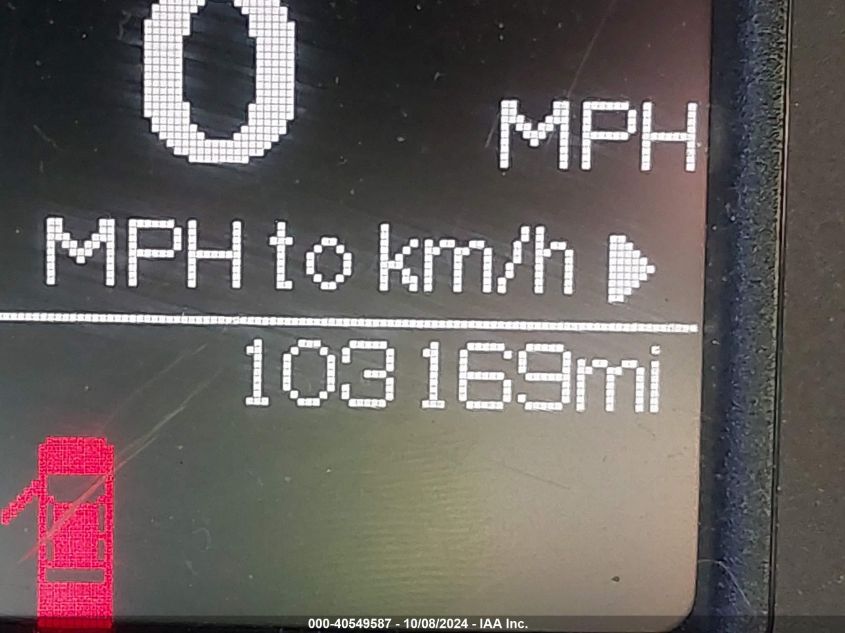 0
MPH
MPH to km/h
103169mi
000-40549587 - 10/08/2024 - IAA Inc.